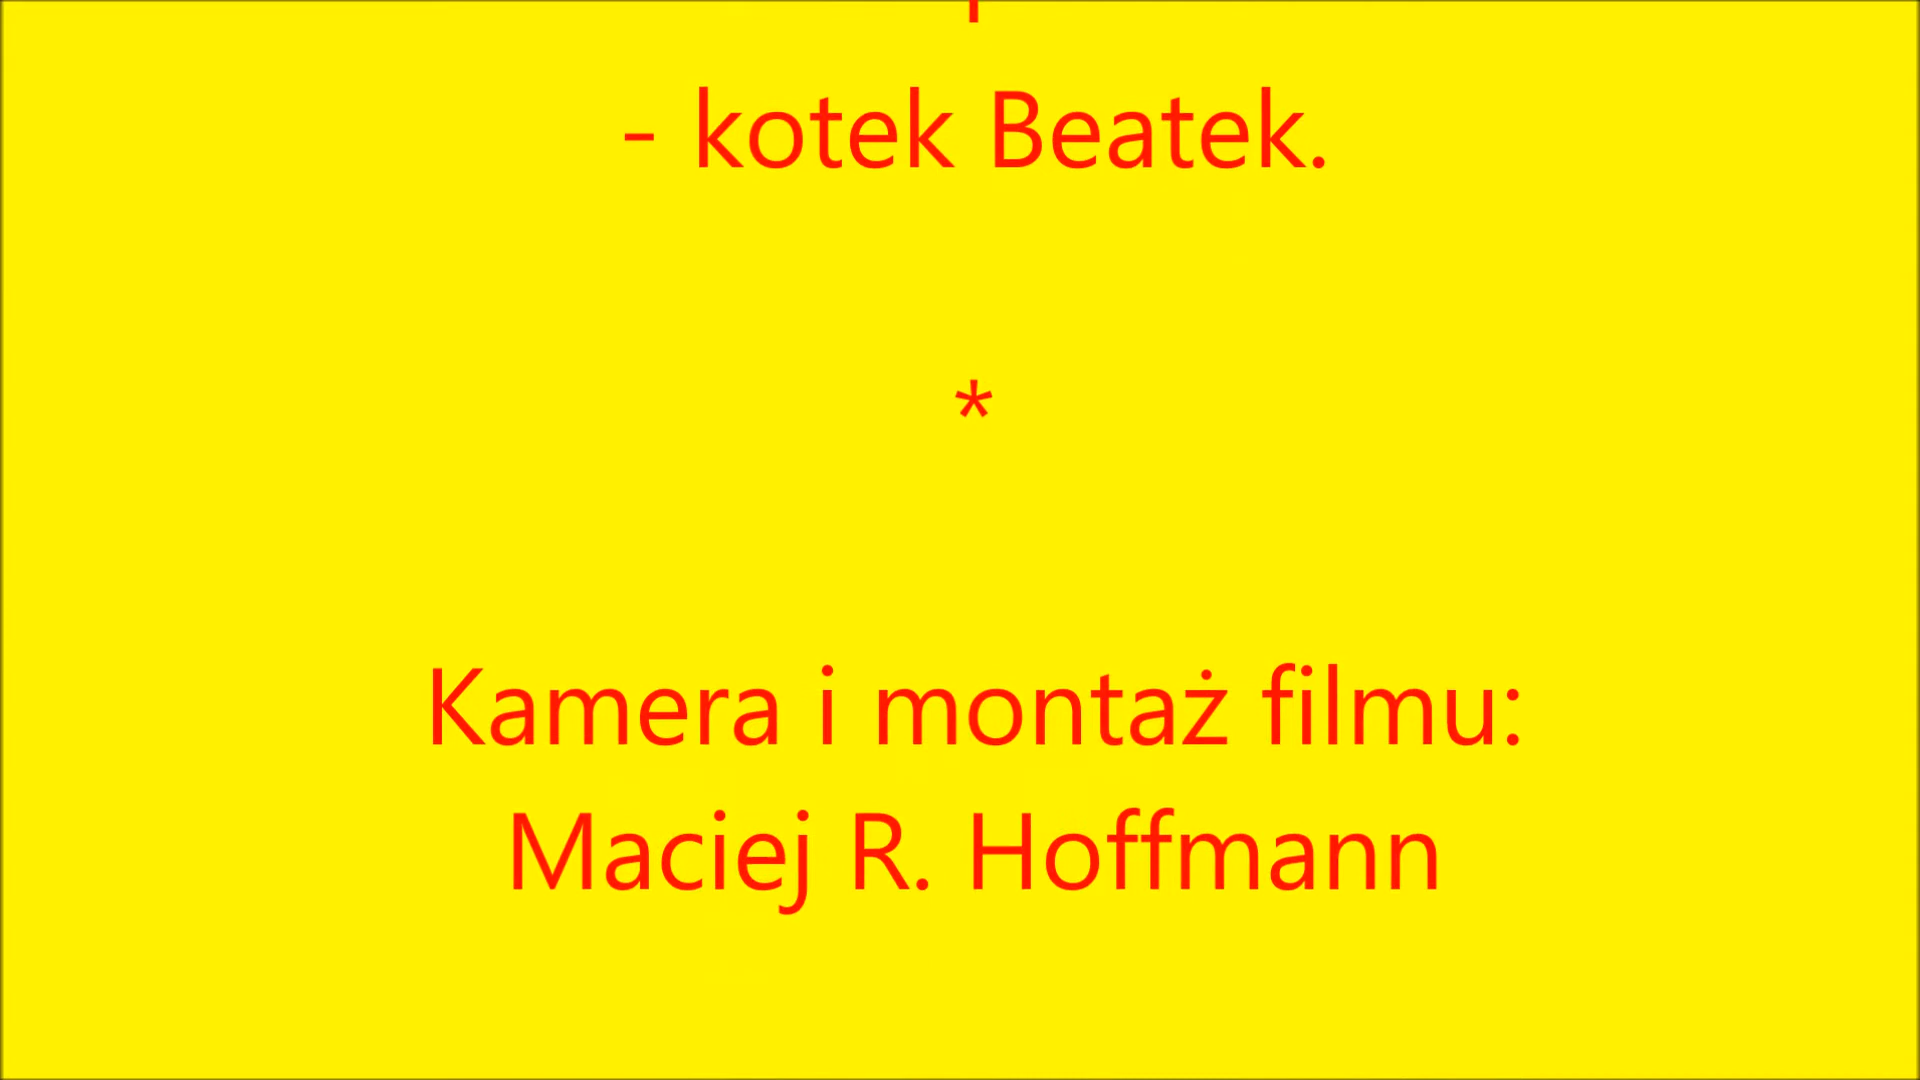 - kotek Beatek.
*
Kamera i montaż filmu:
Maciej R. Hoffmann